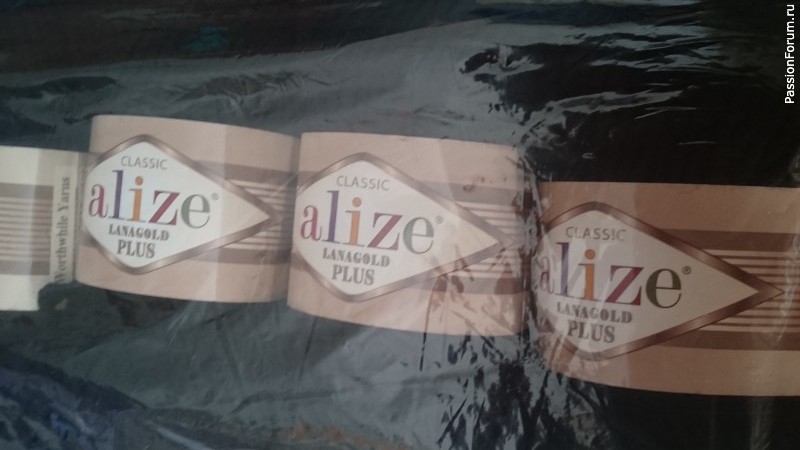 PassionForum.ru
Worthwhile Yarns
CLASSIC
alize®
LANAGOLD
PLUS
CLASSIC
alize®
LANAGOLD
PLUS
CLASSIC
alize®
LANAGOLD
PLUS